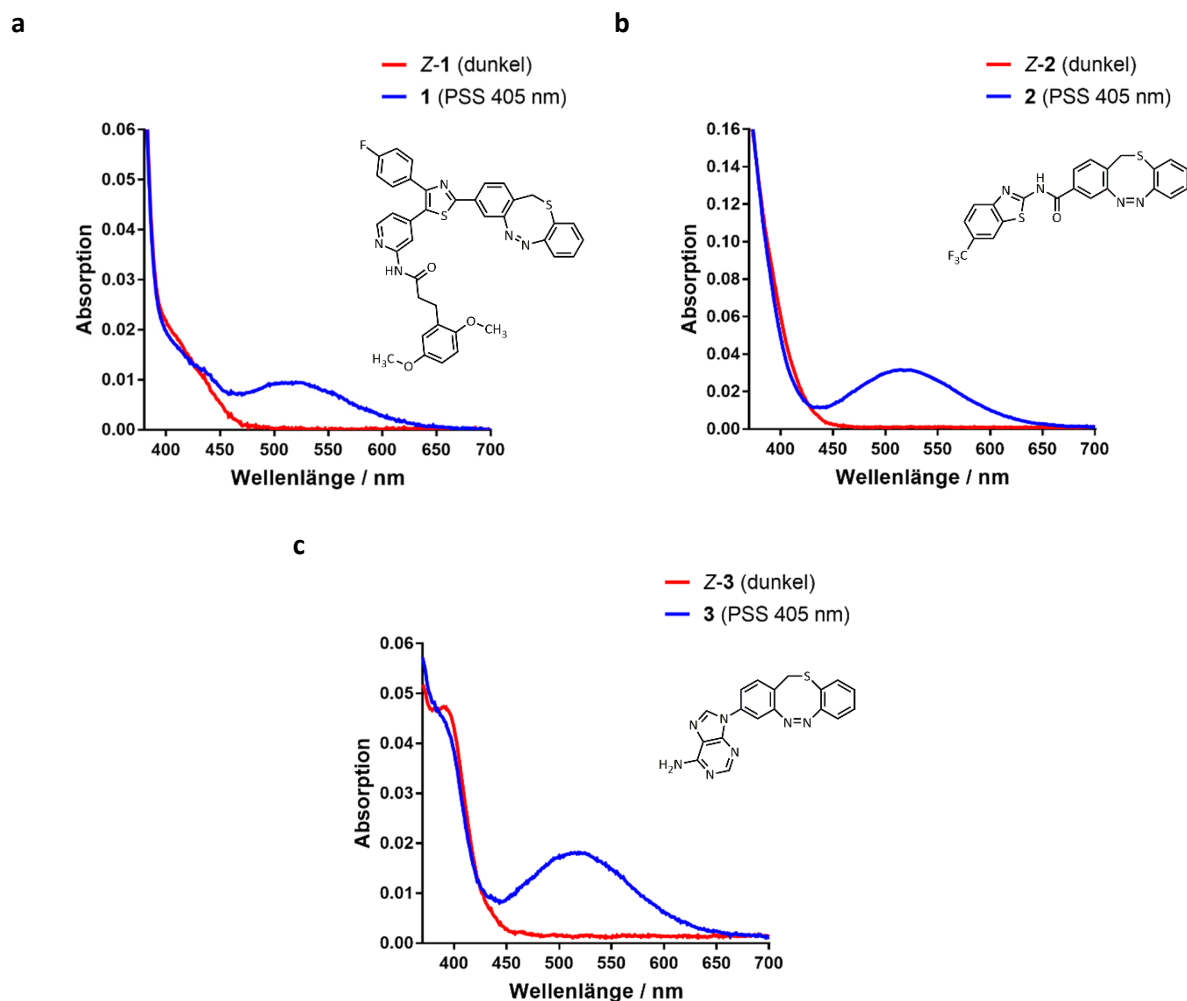 a
Z-1 (dunkel)
1 (PSS 405 nm)
0.06
0.05
0.04
0.03
0.02
0.01
0.00
Absorption
400 450 500 550 600 650 700
Wellenlänge / nm
F
N
S
S
N=N
N
NH
O
O
CH₃
H₃C
O
b
Z-2 (dunkel)
2 (PSS 405 nm)
0.16
0.14
0.12
0.10
0.08
0.06
0.04
0.02
0.00
Absorption
400 450 500 550 600 650 700
Wellenlänge / nm
S
H
N
N
S
O
N=N
F₃C
c
Z-3 (dunkel)
3 (PSS 405 nm)
0.06
0.05
0.04
0.03
0.02
0.01
0.00
Absorption
400 450 500 550 600 650 700
Wellenlänge / nm
S
N
N
N=N
N
N
H₂N